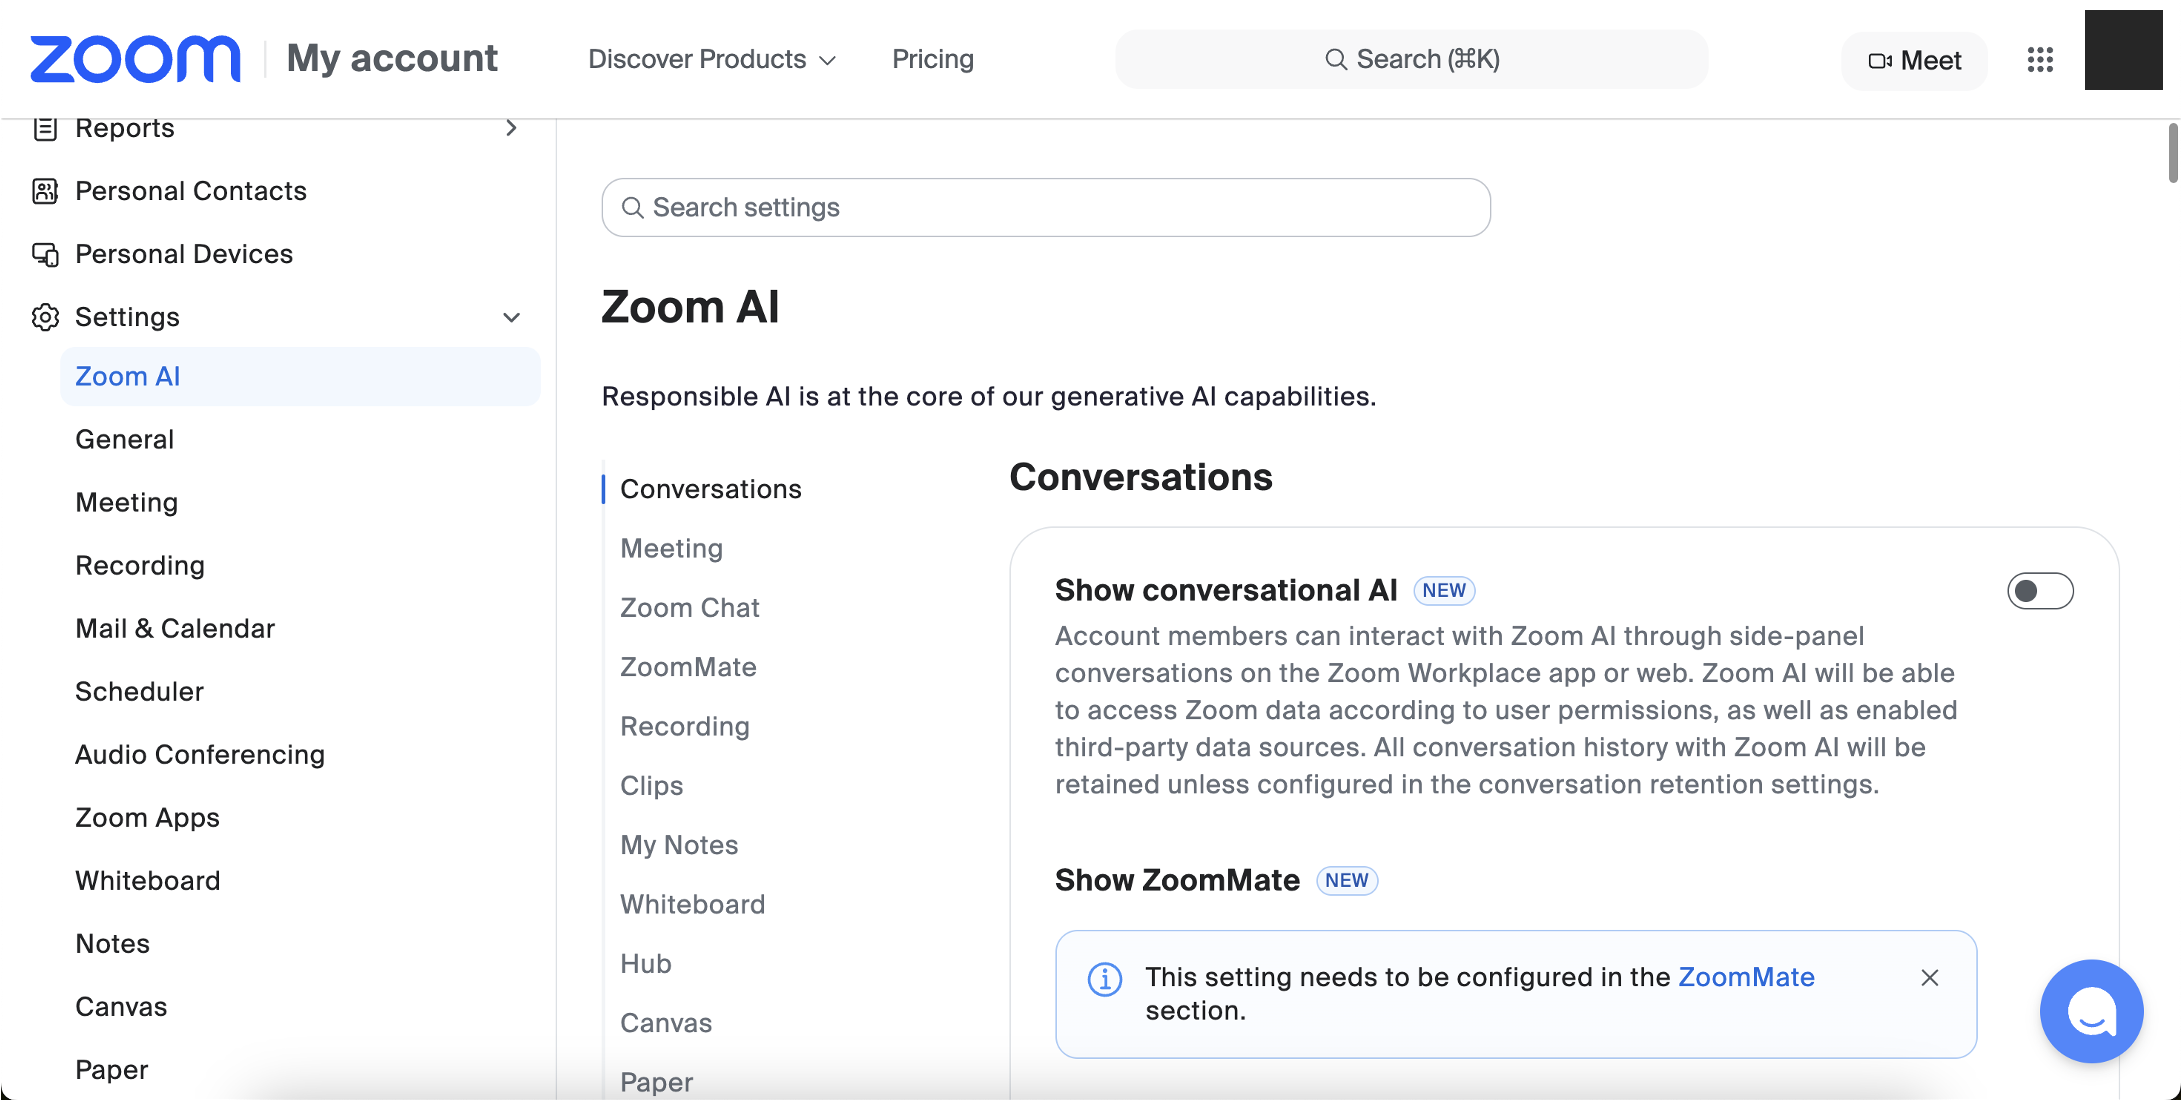 zoom My account Discover Products Pricing Search (⌘K) Meet
Reports
Personal Contacts
Personal Devices
Settings
Zoom AI
General
Meeting
Recording
Mail & Calendar
Scheduler
Audio Conferencing
Zoom Apps
Whiteboard
Notes
Canvas
Paper
Search settings
Zoom AI
Responsible AI is at the core of our generative AI capabilities.
Conversations
Meeting
Zoom Chat
ZoomMate
Recording
Clips
My Notes
Whiteboard
Hub
Canvas
Paper
Conversations
Show conversational AI NEW
Account members can interact with Zoom AI through side-panel
conversations on the Zoom Workplace app or web. Zoom AI will be able
to access Zoom data according to user permissions, as well as enabled
third-party data sources. All conversation history with Zoom AI will be
retained unless configured in the conversation retention settings.
Show ZoomMate NEW
This setting needs to be configured in the ZoomMate
section.